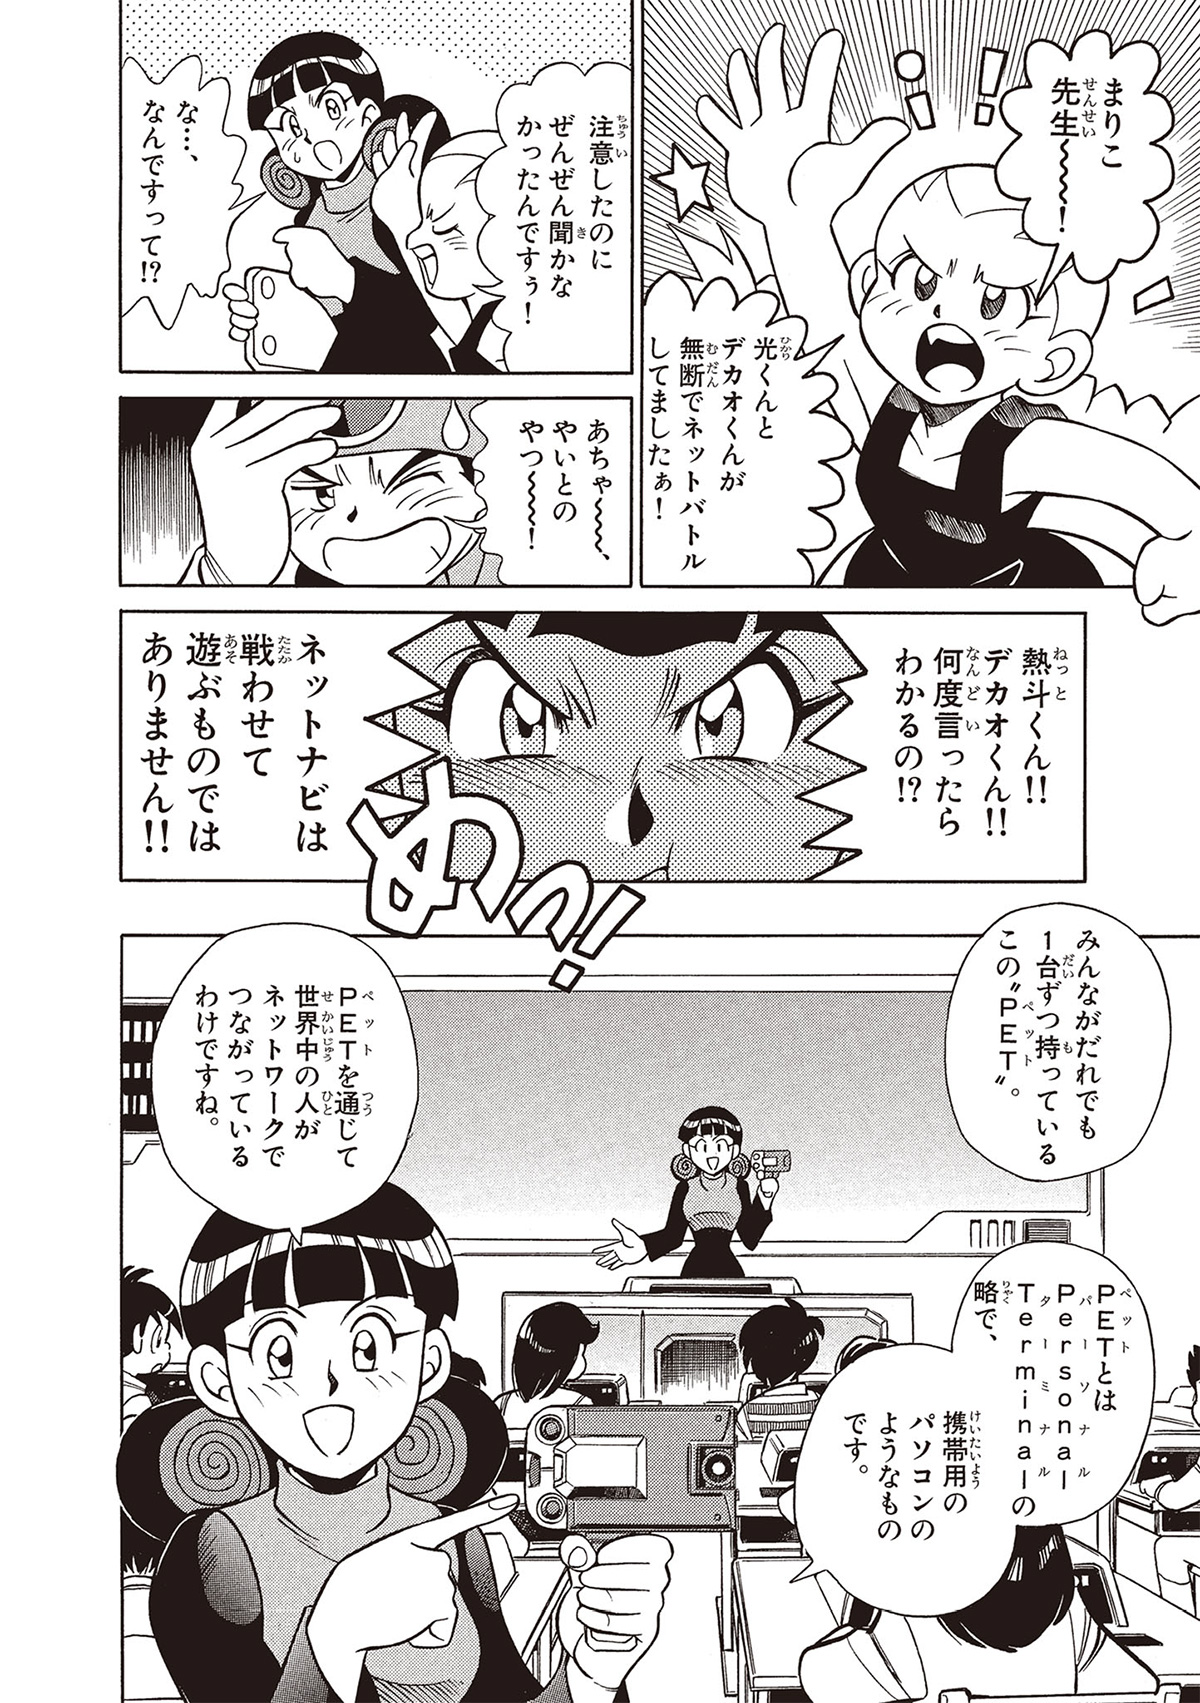 まりこ
先生~~~!
!!
光くんと
デカオくんが
無断でネットバトル
してましたぁ!
注意したのに
ぜんぜん聞かな
かったんですぅ!
な…、
なんですって!?
あちゃ~~、
やいとの
やつ~~~!
熱斗くん!!
デカオくん!!
何度言ったら
わかるの!?
めっ!!
ネットナビは
戦わせて
遊ぶものでは
ありません!!
みんながだれでも
1台ずつ持っている
この〝PET〟。
PETとは
Personal
Terminalの
略で、
携帯用の
パソコンの
ようなもの
です。
PETを通じて
世界中の人が
ネットワークで
つながっている
わけですね。